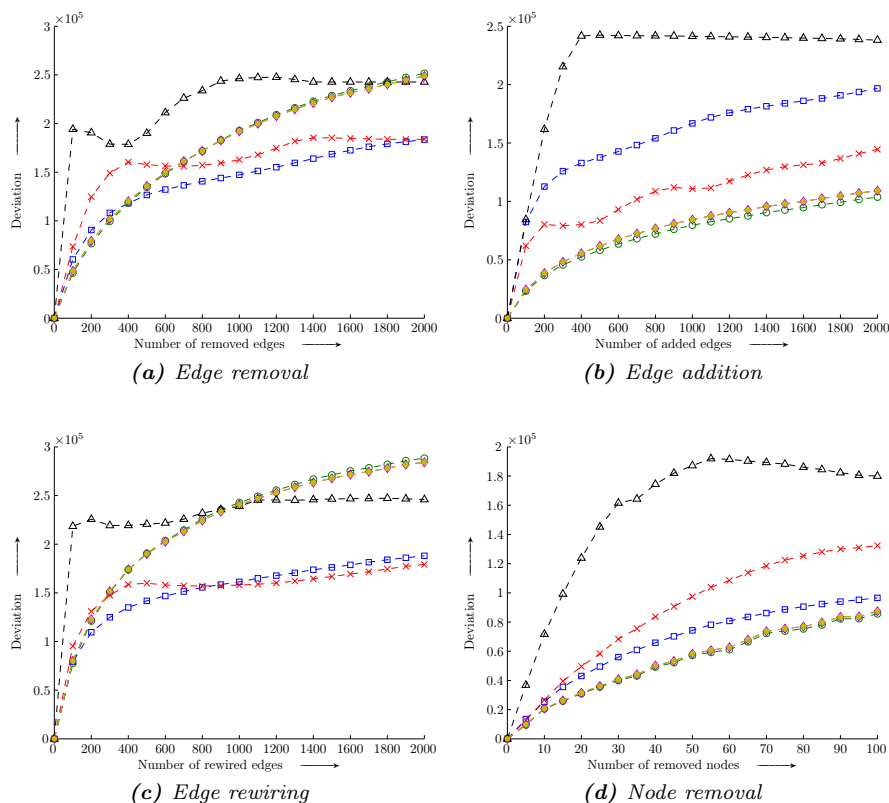 ×10⁵
3
2.5
2
1.5
1
0.5
0
Deviation
0 200 400 600 800 1000 1200 1400 1600 1800 2000
Number of removed edges
(a) Edge removal
×10⁵
3
2.5
2
1.5
1
0.5
0
Deviation
0 200 400 600 800 1000 1200 1400 1600 1800 2000
Number of added edges
(b) Edge addition
×10⁵
3
2.5
2
1.5
1
0.5
0
Deviation
0 200 400 600 800 1000 1200 1400 1600 1800 2000
Number of rewired edges
(c) Edge rewiring
×10⁵
2
1.8
1.6
1.4
1.2
1
0.8
0.6
0.4
0.2
0
Deviation
0 10 20 30 40 50 60 70 80 90 100
Number of removed nodes
(d) Node removal